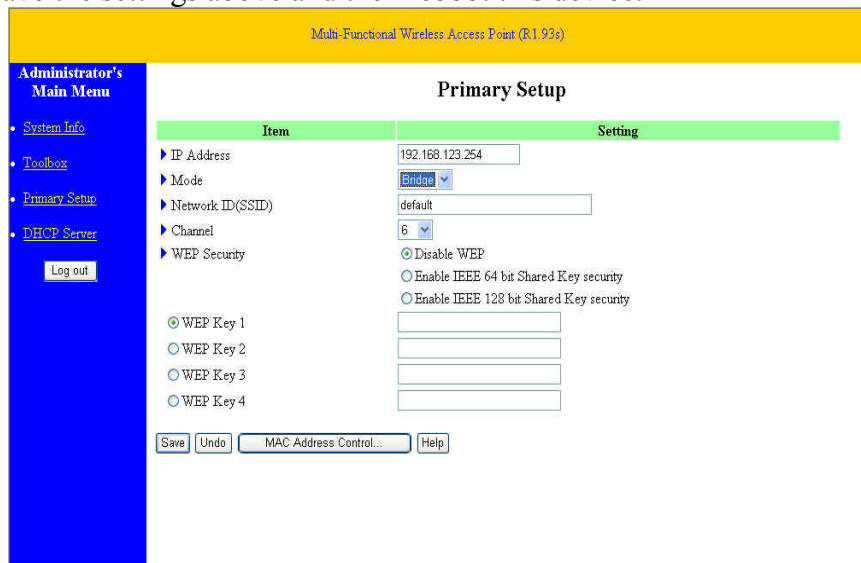 Multi-Functional Wireless Access Point (R1.93s)
Administrator's
Main Menu
System Info
Toolbox
Primary Setup
DHCP Server
Log out
Primary Setup
Item Setting
IP Address 192.168.123.254
Mode Bridge
Network ID(SSID) default
Channel 6
WEP Security Disable WEP
Enable IEEE 64 bit Shared Key security
Enable IEEE 128 bit Shared Key security
WEP Key 1
WEP Key 2
WEP Key 3
WEP Key 4
Save Undo MAC Address Control... Help